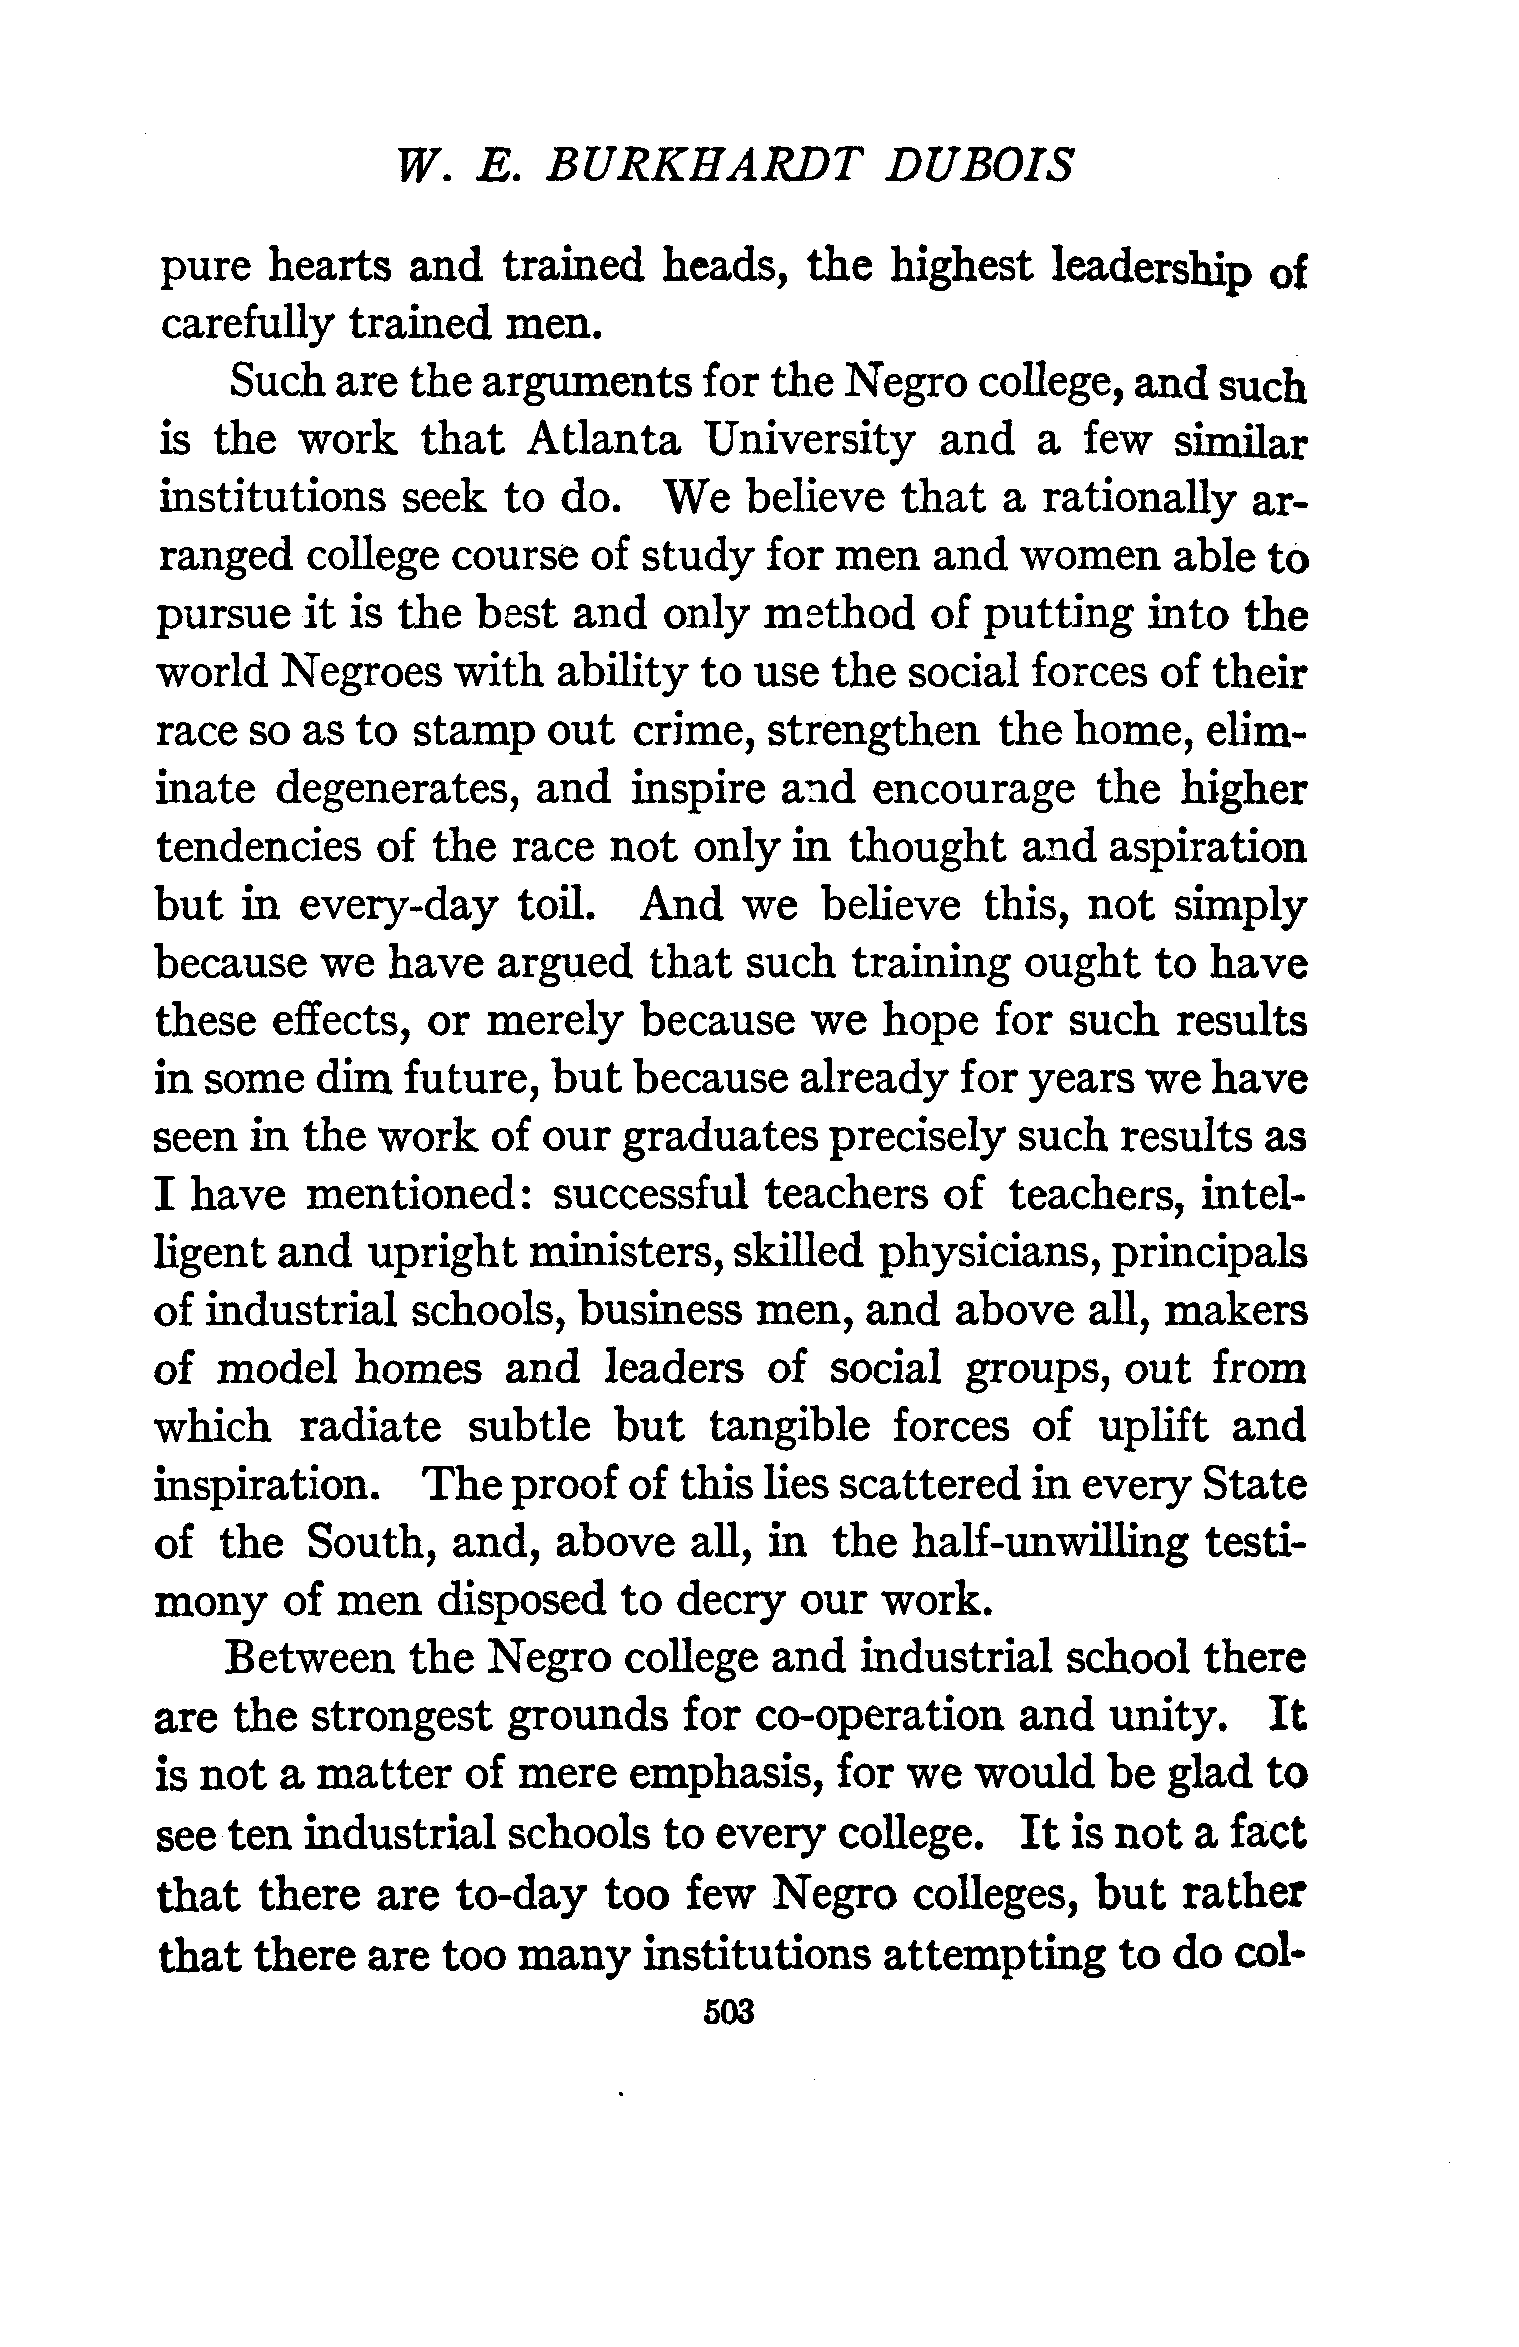 W. E. BURKHARDT DUBOIS
pure hearts and trained heads, the highest leadership of
carefully trained men.
Such are the arguments for the Negro college, and such
is the work that Atlanta University and a few similar
institutions seek to do. We believe that a rationally ar-
ranged college course of study for men and women able to
pursue it is the best and only method of putting into the
world Negroes with ability to use the social forces of their
race so as to stamp out crime, strengthen the home, elim-
inate degenerates, and inspire and encourage the higher
tendencies of the race not only in thought and aspiration
but in every-day toil. And we believe this, not simply
because we have argued that such training ought to have
these effects, or merely because we hope for such results
in some dim future, but because already for years we have
seen in the work of our graduates precisely such results as
I have mentioned: successful teachers of teachers, intel-
ligent and upright ministers, skilled physicians, principals
of industrial schools, business men, and above all, makers
of model homes and leaders of social groups, out from
which radiate subtle but tangible forces of uplift and
inspiration. The proof of this lies scattered in every State
of the South, and, above all, in the half-unwilling testi-
mony of men disposed to decry our work.
Between the Negro college and industrial school there
are the strongest grounds for co-operation and unity. It
is not a matter of mere emphasis, for we would be glad to
see ten industrial schools to every college. It is not a fact
that there are to-day too few Negro colleges, but rather
that there are too many institutions attempting to do col-
503